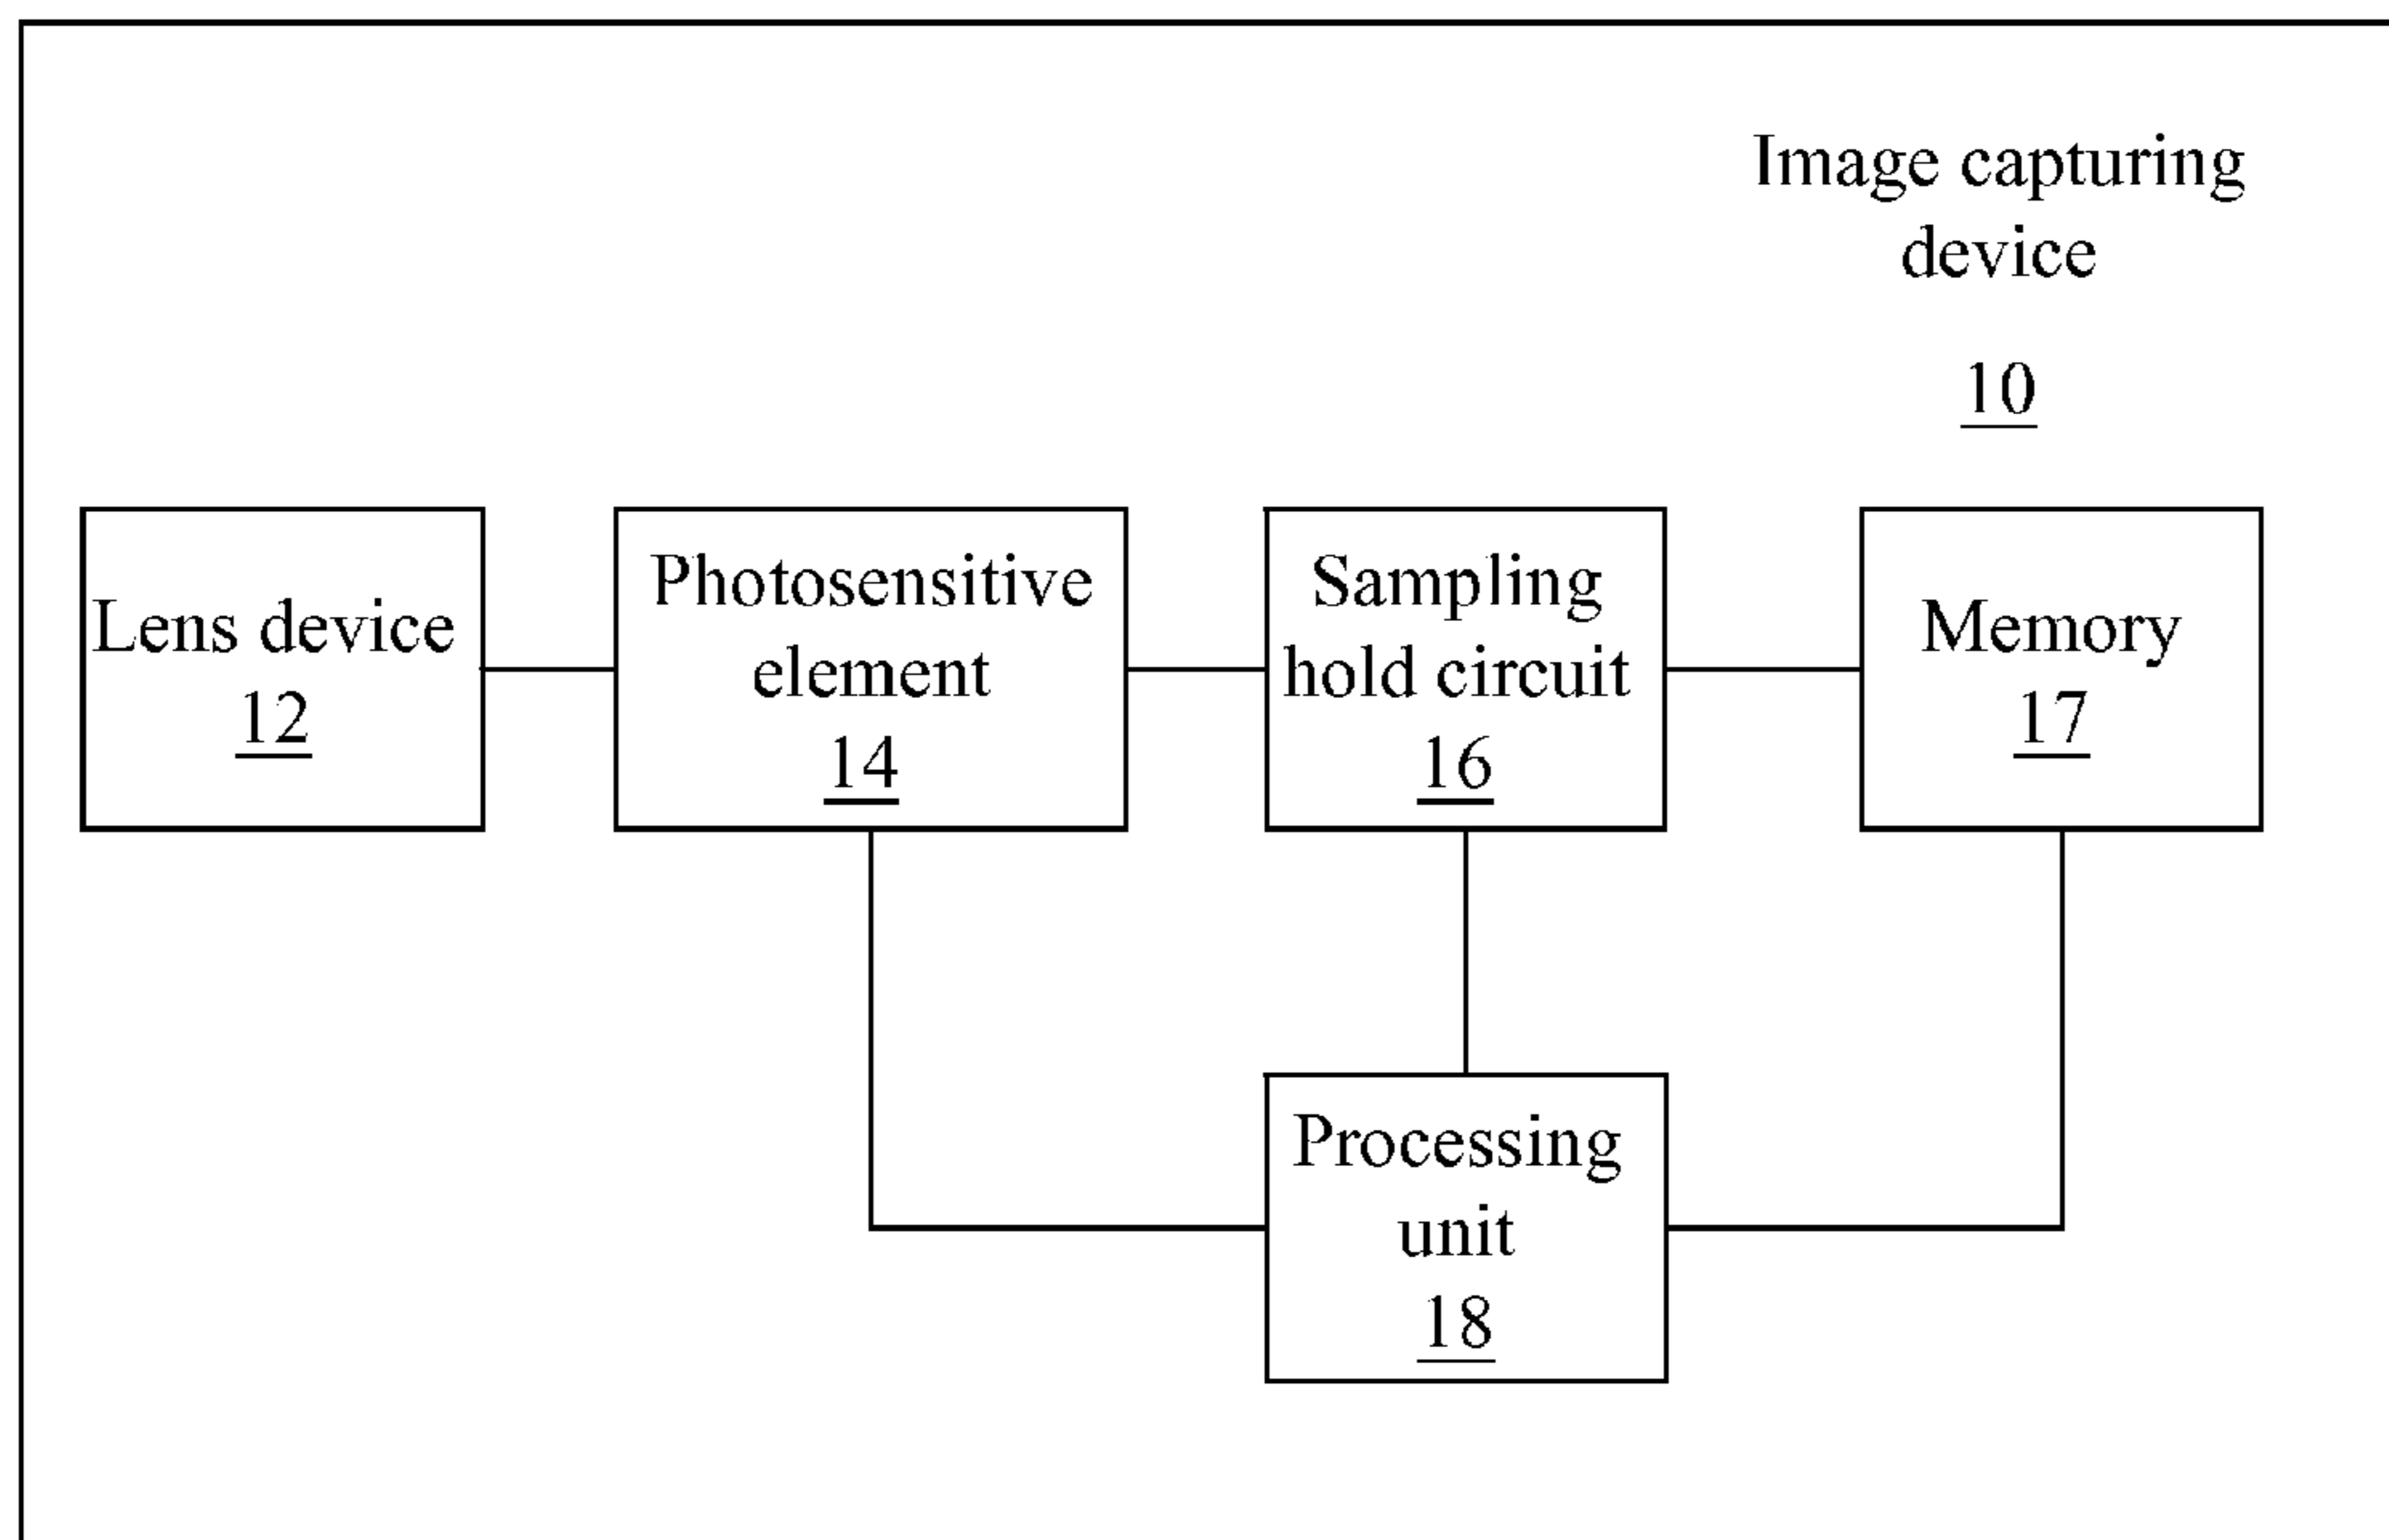 Image capturing
device
10
Lens device
12
Photosensitive
element
14
Sampling
hold circuit
16
Memory
17
Processing
unit
18